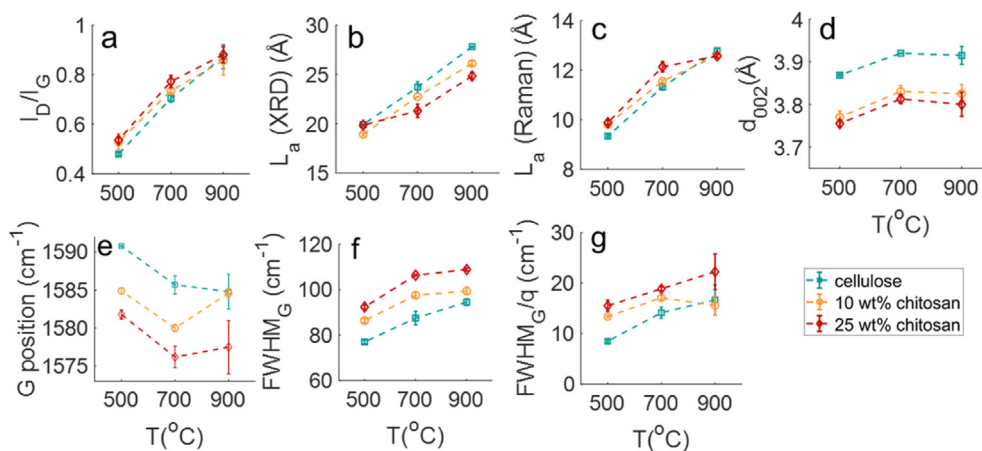 a
I_D/I_G
1
0.8
0.6
0.4
500 700 900
b
L_a (XRD) (Å)
30
25
20
15
500 700 900
c
L_a (Raman) (Å)
14
12
10
8
500 700 900
d
d_002(Å)
4
3.9
3.8
3.7
500 700 900
T(°C)
e
G position (cm⁻¹)
1590
1585
1580
1575
500 700 900
T(°C)
f
FWHM_G (cm⁻¹)
120
100
80
60
500 700 900
T(°C)
g
FWHM_G/q (cm⁻¹)
30
20
10
0
500 700 900
T(°C)
cellulose
10 wt% chitosan
25 wt% chitosan